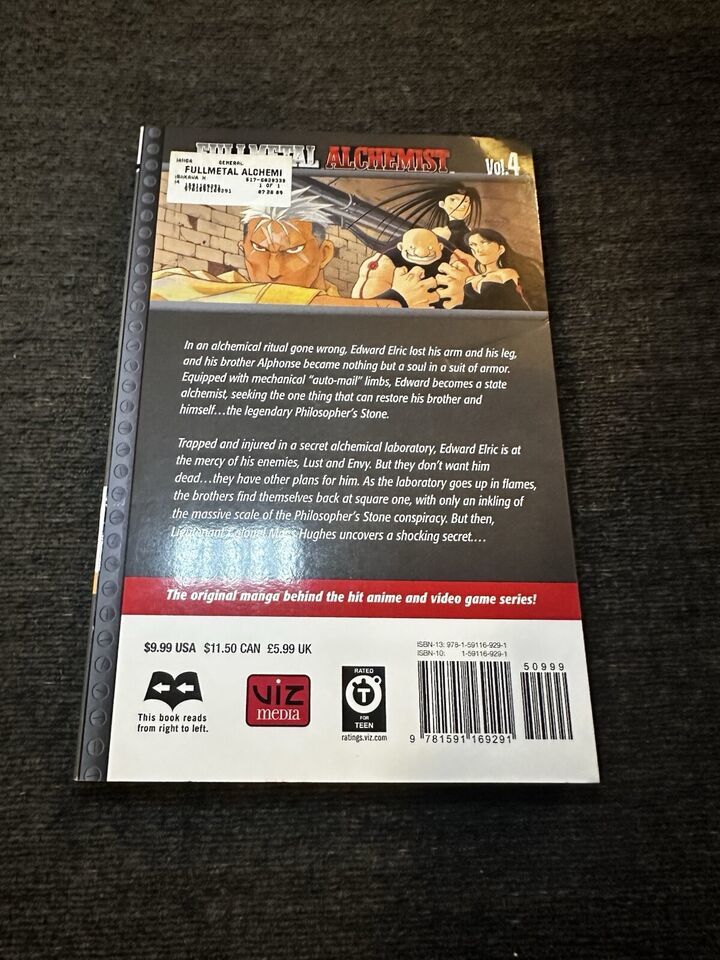 FULLMETAL ALCHEMIST
Vol.4
MANGA GENERAL
FULLMETAL ALCHEMI
1 OF 1
07 28 09
In an alchemical ritual gone wrong, Edward Elric lost his arm and his leg,
and his brother Alphonse became nothing but a soul in a suit of armor.
Equipped with mechanical “auto-mail” limbs, Edward becomes a state
alchemist, seeking the one thing that can restore his brother and
himself…the legendary Philosopher’s Stone.
Trapped and injured in a secret alchemical laboratory, Edward Elric is at
the mercy of his enemies, Lust and Envy. But they don’t want him
dead…they have other plans for him. As the laboratory goes up in flames,
the brothers find themselves back at square one, with only an inkling of
the massive scale of the Philosopher’s Stone conspiracy. But then,
Lieutenant Colonel Maes Hughes uncovers a shocking secret….
The original manga behind the hit anime and video game series!
$9.99 USA $11.50 CAN £5.99 UK
ISBN-13: 978-1-59116-929-1
ISBN-10: 1-59116-929-1
50999
This book reads
from right to left.
VIZ
MEDIA
RATED
T
FOR
TEEN
ratings.viz.com
9 781591 169291